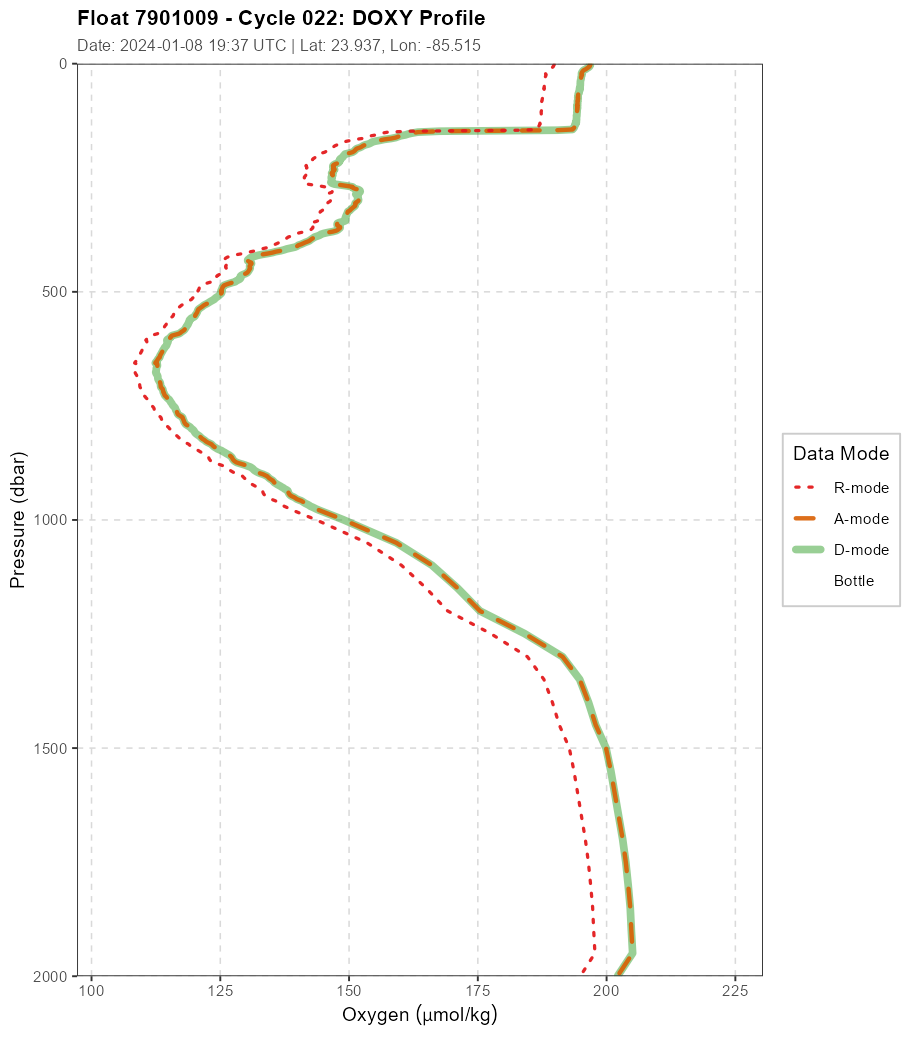 Float 7901009 - Cycle 022: DOXY Profile
Date: 2024-01-08 19:37 UTC | Lat: 23.937, Lon: -85.515
0
500
1000
1500
2000
Pressure (dbar)
100 125 150 175 200 225
Oxygen (μmol/kg)
Data Mode
R-mode
A-mode
D-mode
Bottle